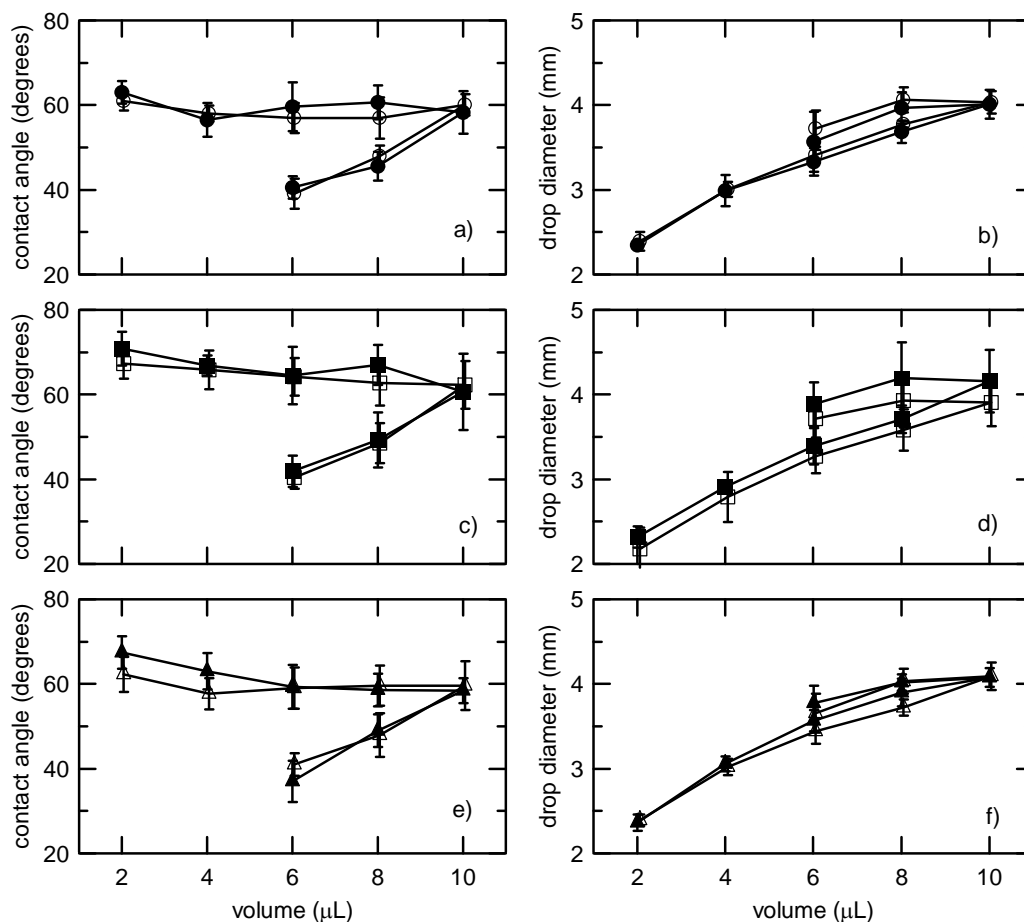 80
60
40
20
contact angle (degrees)
a)
5
4
3
2
drop diameter (mm)
b)
80
60
40
20
contact angle (degrees)
c)
5
4
3
2
drop diameter (mm)
d)
80
60
40
20
contact angle (degrees)
e)
2 4 6 8 10
volume (μL)
5
4
3
2
drop diameter (mm)
f)
2 4 6 8 10
volume (μL)